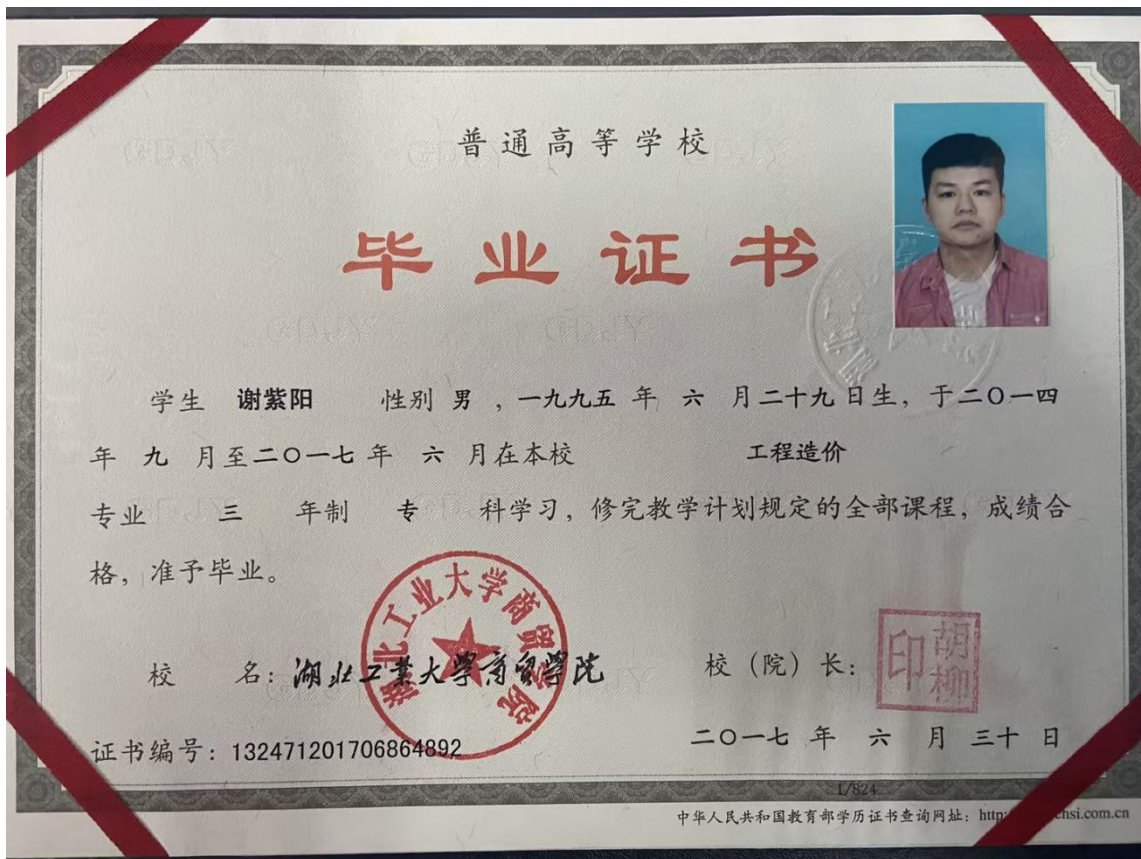 普通高等学校
毕业证书
学生 谢紫阳 性别 男 ，一九九五 年 六 月二十九日生，于二〇一四
年 九 月至二〇一七 年 六 月在本校 工程造价
专业 三 年制 专 科学习，修完教学计划规定的全部课程，成绩合
格，准予毕业。
湖北工业大学商贸学院
校 名：湖北工業大學商貿學院 校（院）长：
胡柳印
证书编号：132471201706864892 二〇一七 年 六 月 三十 日
1/824
中华人民共和国教育部学历证书查询网址：http hsi.com.cn